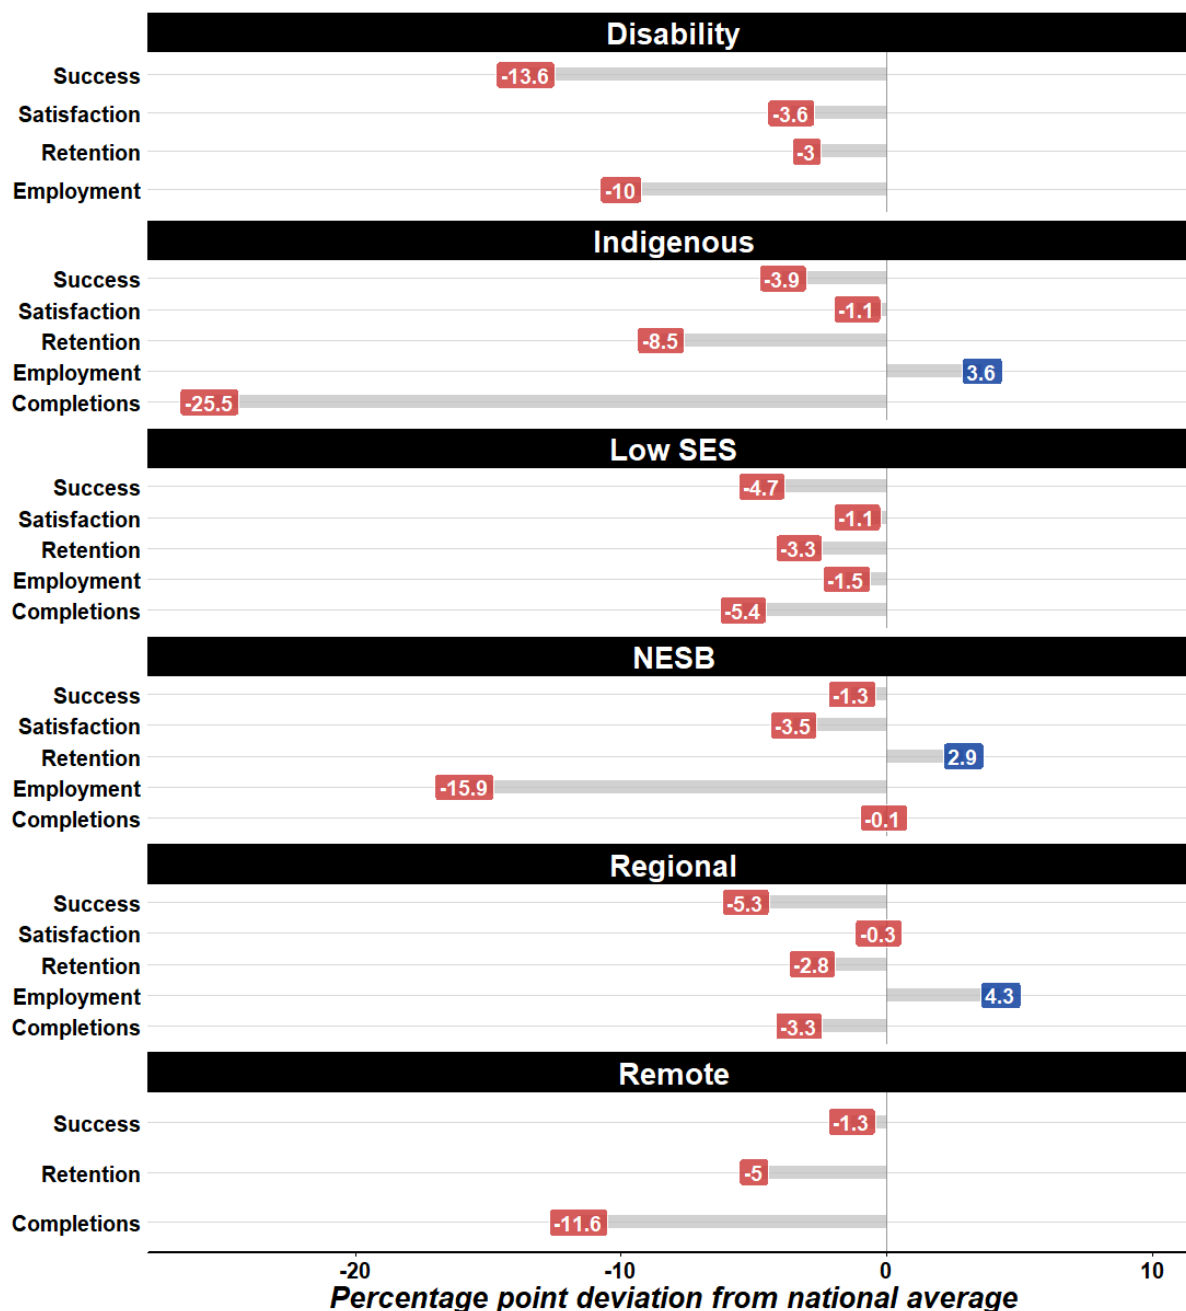 Disability
Success -13.6
Satisfaction -3.6
Retention -3
Employment -10
Indigenous
Success -3.9
Satisfaction -1.1
Retention -8.5
Employment 3.6
Completions -25.5
Low SES
Success -4.7
Satisfaction -1.1
Retention -3.3
Employment -1.5
Completions -5.4
NESB
Success -1.3
Satisfaction -3.5
Retention 2.9
Employment -15.9
Completions -0.1
Regional
Success -5.3
Satisfaction -0.3
Retention -2.8
Employment 4.3
Completions -3.3
Remote
Success -1.3
Retention -5
Completions -11.6
-20 -10 0 10
Percentage point deviation from national average